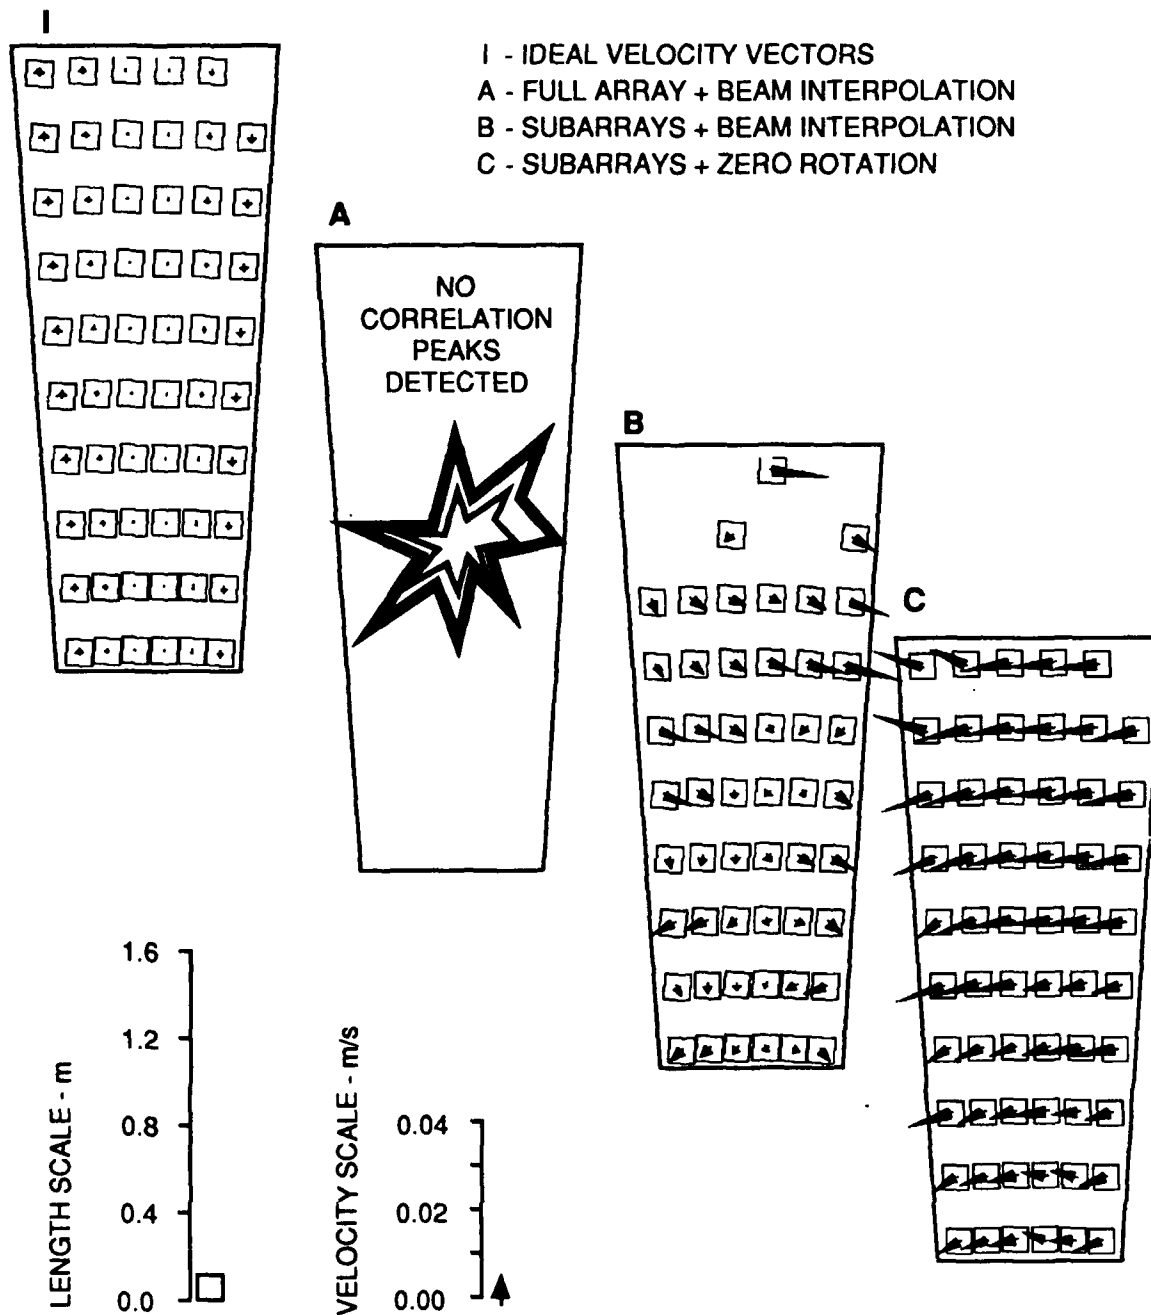 I
I - IDEAL VELOCITY VECTORS
A - FULL ARRAY + BEAM INTERPOLATION
B - SUBARRAYS + BEAM INTERPOLATION
C - SUBARRAYS + ZERO ROTATION
A
NO
CORRELATION
PEAKS
DETECTED
B
C
LENGTH SCALE - m
1.6
1.2
0.8
0.4
0.0
VELOCITY SCALE - m/s
0.04
0.02
0.00